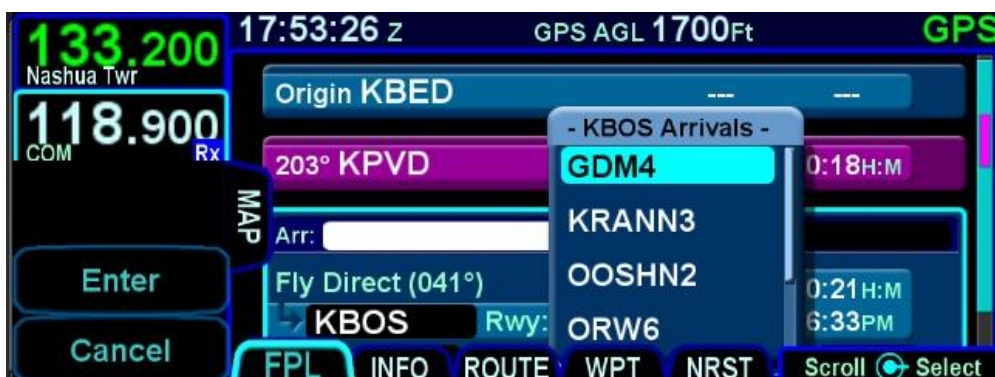 133.200
Nashua Twr
118.900
COM Rx
Enter
Cancel
17:53:26 Z GPS AGL 1700Ft GPS
MAP
Origin KBED --- ---
203° KPVD 0:18H:M
Arr:
Fly Direct (041°) 0:21H:M
KBOS Rwy: 6:33PM
- KBOS Arrivals -
GDM4
KRANN3
OOSHN2
ORW6
FPL INFO ROUTE WPT NRST Scroll Select